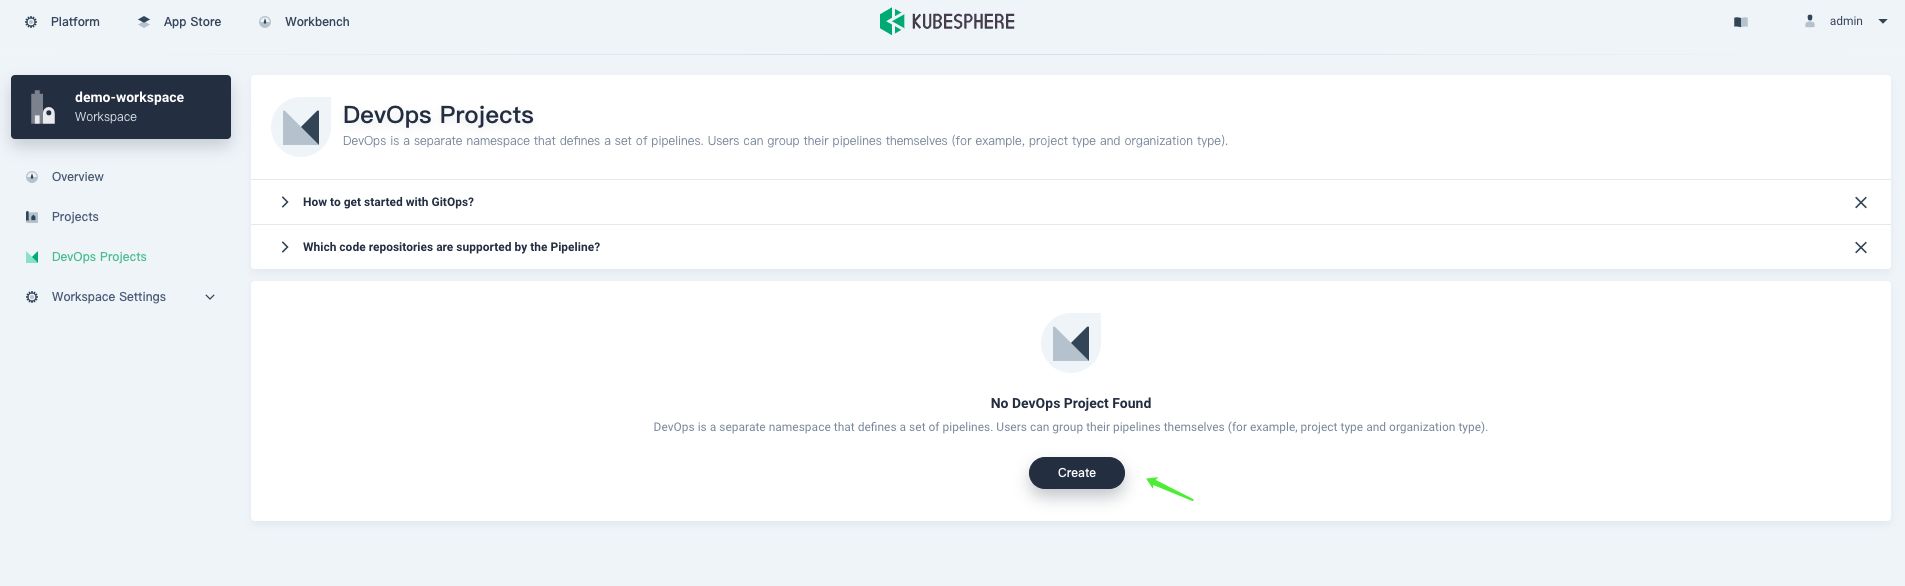 Platform
App Store
Workbench
KUBESPHERE
admin
demo-workspace
Workspace
Overview
Projects
DevOps Projects
Workspace Settings
DevOps Projects
DevOps is a separate namespace that defines a set of pipelines. Users can group their pipelines themselves (for example, project type and organization type).
How to get started with GitOps?
Which code repositories are supported by the Pipeline?
No DevOps Project Found
DevOps is a separate namespace that defines a set of pipelines. Users can group their pipelines themselves (for example, project type and organization type).
Create